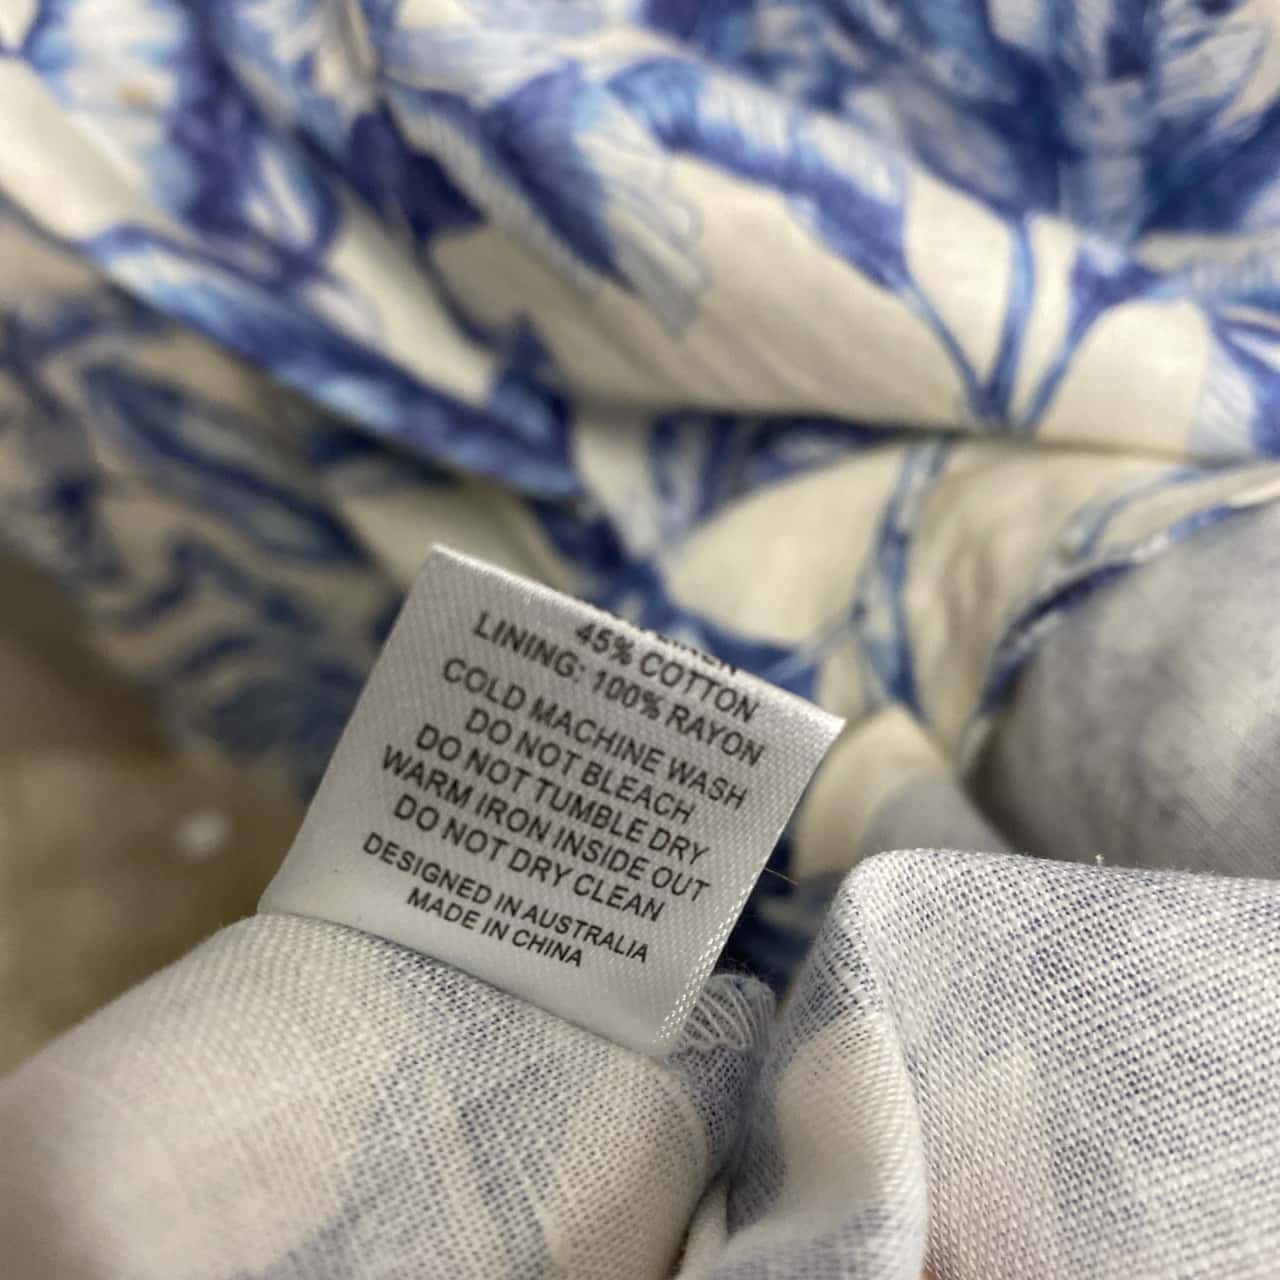 45% COTTON
LINING: 100% RAYON
COLD MACHINE WASH
DO NOT BLEACH
DO NOT TUMBLE DRY
WARM IRON INSIDE OUT
DO NOT DRY CLEAN
DESIGNED IN AUSTRALIA
MADE IN CHINA